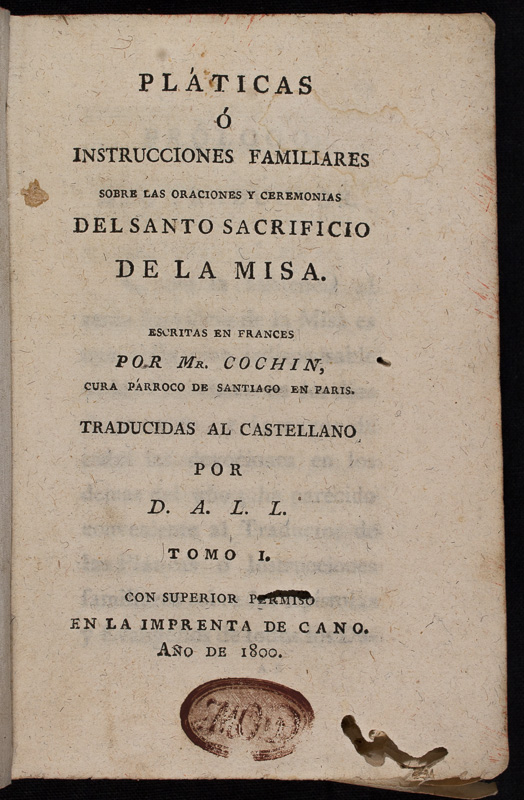 PLÁTICAS
Ó
INSTRUCCIONES FAMILIARES
SOBRE LAS ORACIONES Y CEREMONIAS
DEL SANTO SACRIFICIO
DE LA MISA.
ESCRITAS EN FRANCES
POR MR. COCHIN,
CURA PÁRROCO DE SANTIAGO EN PARIS.
TRADUCIDAS AL CASTELLANO
POR
D. A. L. L.
TOMO I.
CON SUPERIOR PERMISO
EN LA IMPRENTA DE CANO.
AÑO DE 1800.